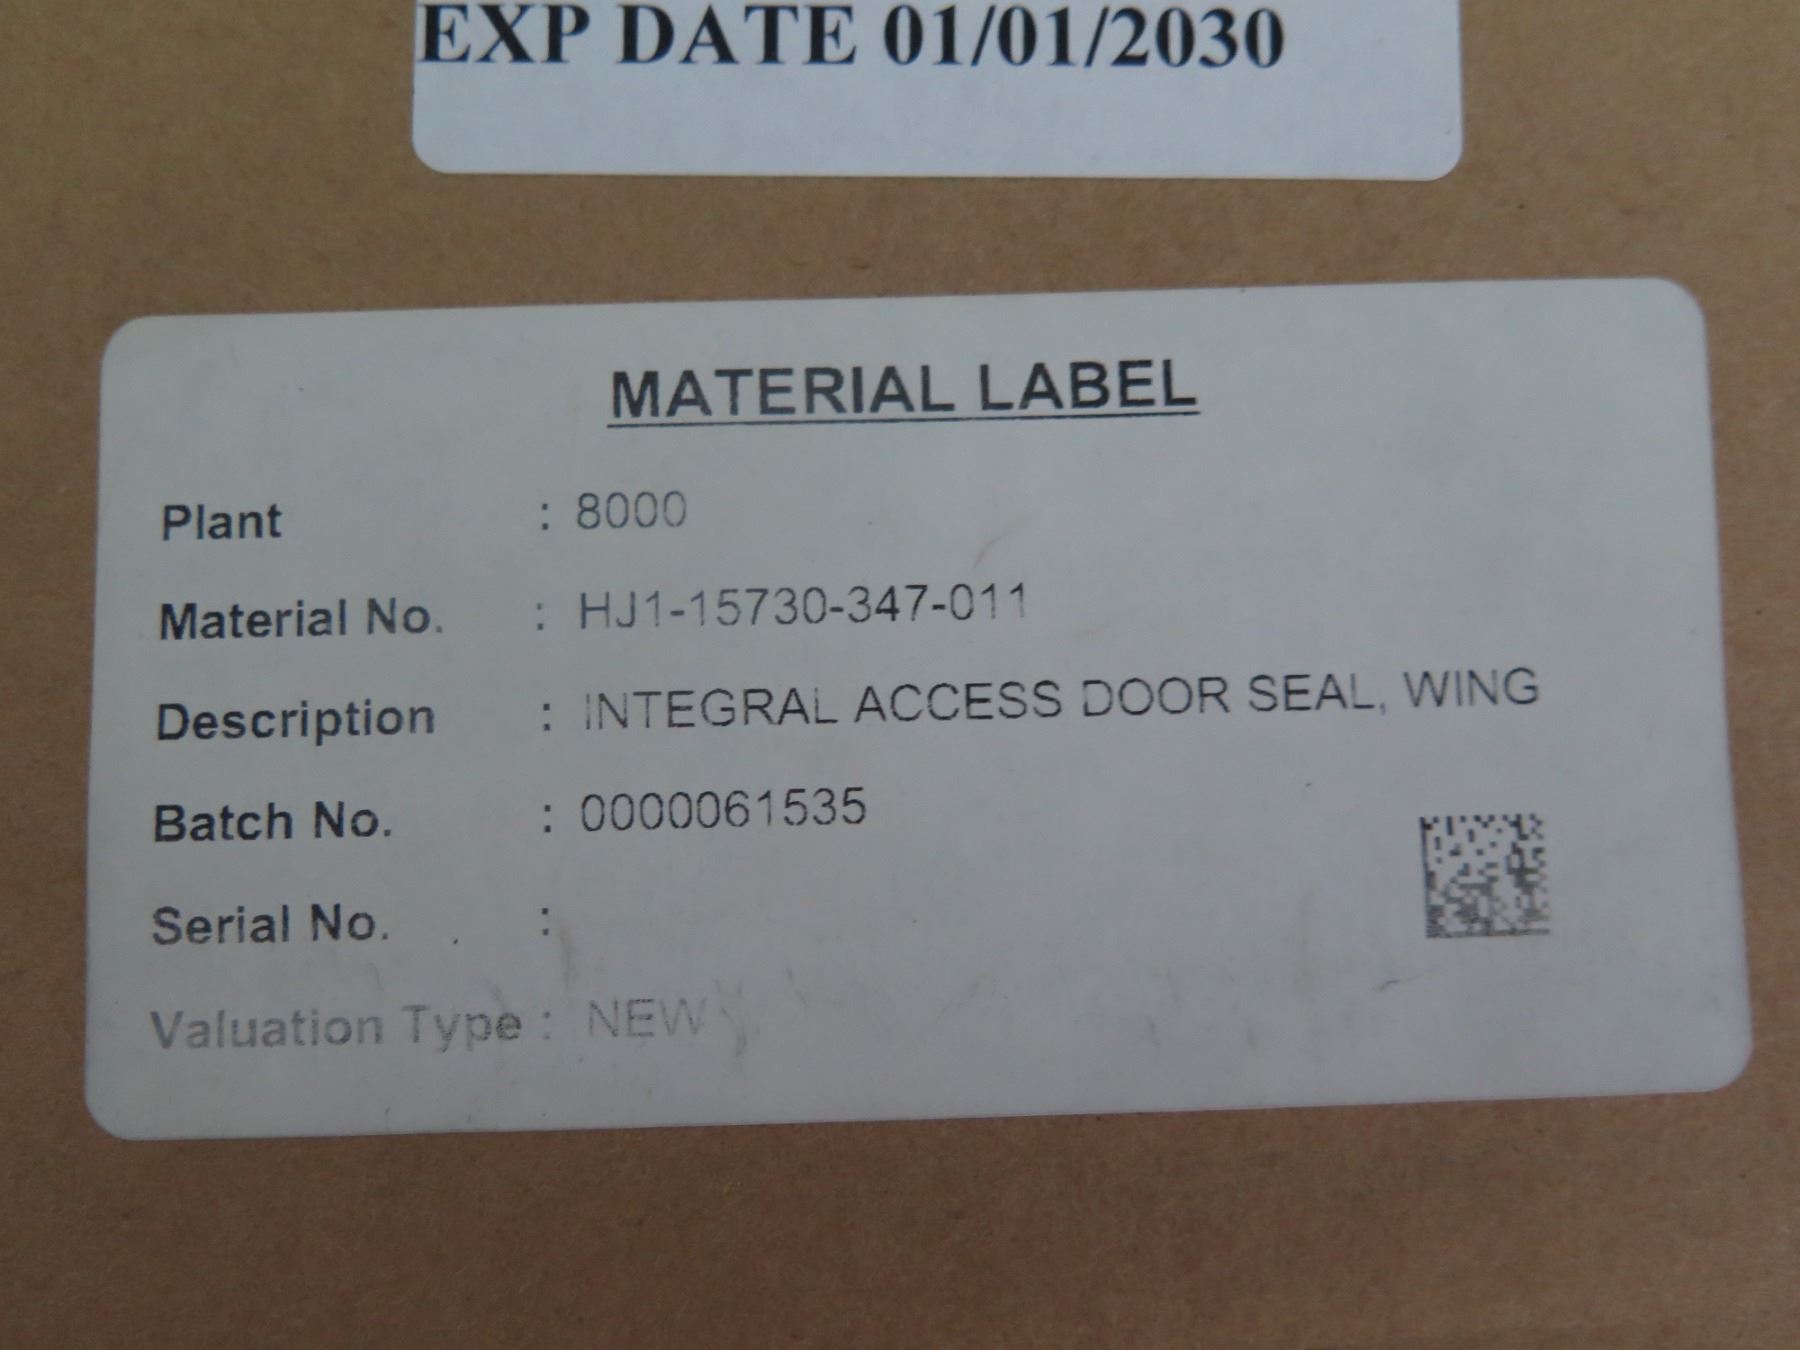 EXP DATE 01/01/2030
MATERIAL LABEL
Plant : 8000
Material No. : HJ1-15730-347-011
Description : INTEGRAL ACCESS DOOR SEAL, WING
Batch No. : 0000061535
Serial No. :
Valuation Type : NEW